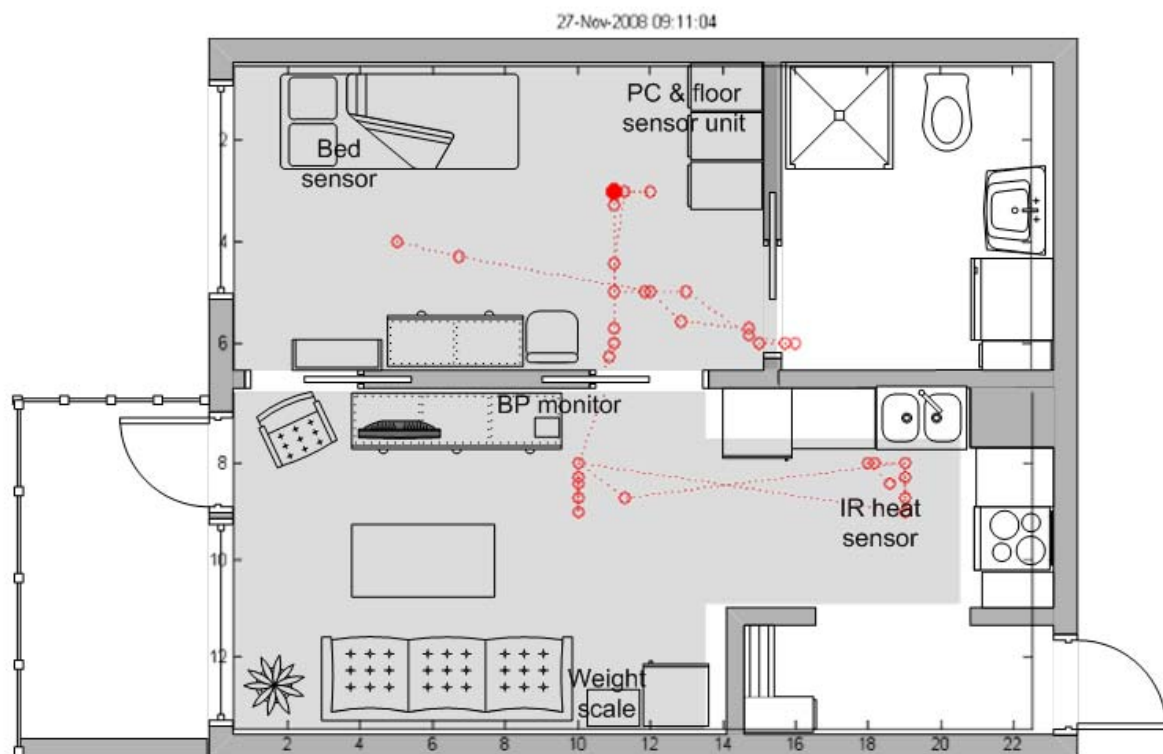 27-Nov-2008 09:11:04
PC & floor
sensor unit
Bed
sensor
2
4
6
BP monitor
8
IR heat
sensor
10
12
Weight
scale
2 4 6 8 10 12 14 16 18 20 22